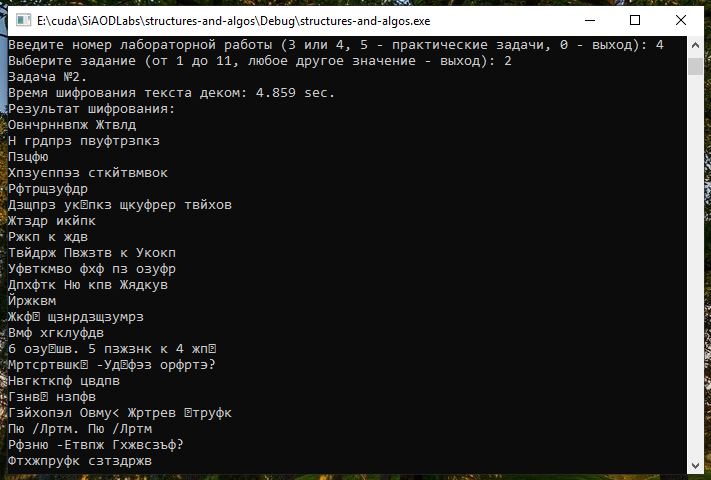 E:\cuda\SiAODLabs\structures-and-algos\Debug\structures-and-algos.exe
Введите номер лабораторной работы (3 или 4, 5 - практические задачи, 0 - выход): 4
Выберите задание (от 1 до 11, любое другое значение - выход): 2
Задача №2.
Время шифрования текста деком: 4.859 sec.
Результат шифрования:
Овнчрннвпж Жтвлд
Н грдпрз пвуфтрзпкз
Пзцфю
Хпзуєппэз сткйтвмвок
Рфтрщзуфдр
Дзщпрз ук⍰пкз щкуфрер твйхов
Жтздр икйпк
Ржкп к ждв
Твйдрж Пвжзтв к Укокп
Уфвткмво фхф пз озуфр
Дпхфтк Ню кпв Жядкув
Йржквм
Жкф⍰ щзнрдзщзумрз
Вмф хгклуфдв
6 озу⍰шв. 5 пзжзнк к 4 жп⍰
Мртсртвшк⍰ -Уд⍰фэз орфртэ?
Нвгкткпф цвдпв
Гзнв⍰ нзпфв
Гзйхопэл Овму< Жртрев ⍰труфк
Пю /Лртм. Пю /Лртм
Рфзню -Етвпж Гхжвсзъф?
Фтхжпруфк сзтздржв